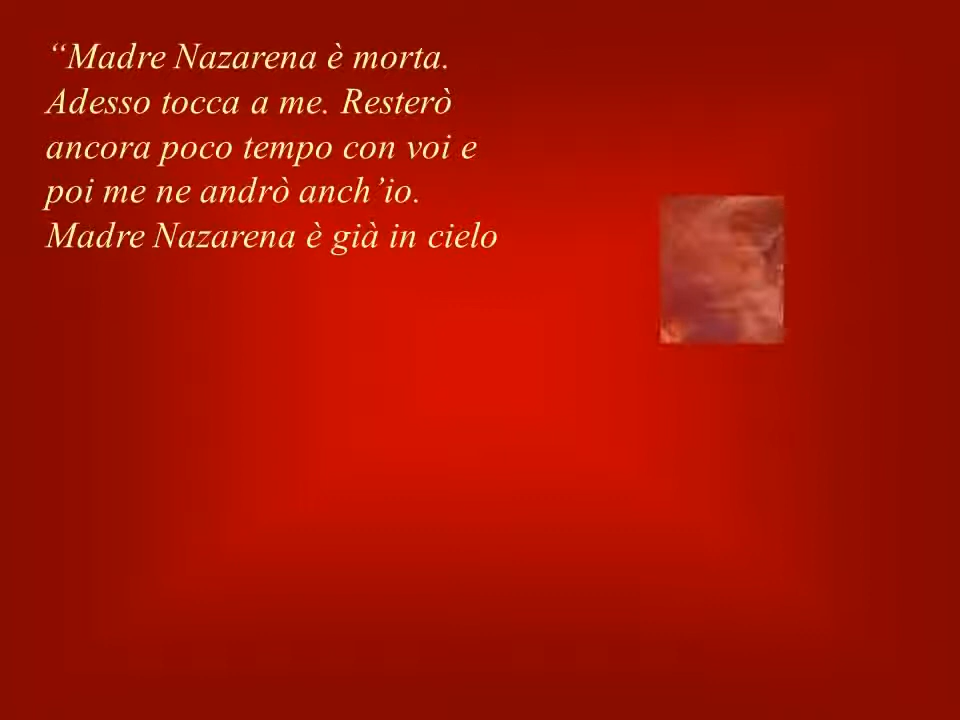 “Madre Nazarena è morta.
Adesso tocca a me. Resterò
ancora poco tempo con voi e
poi me ne andrò anch’io.
Madre Nazarena è già in cielo